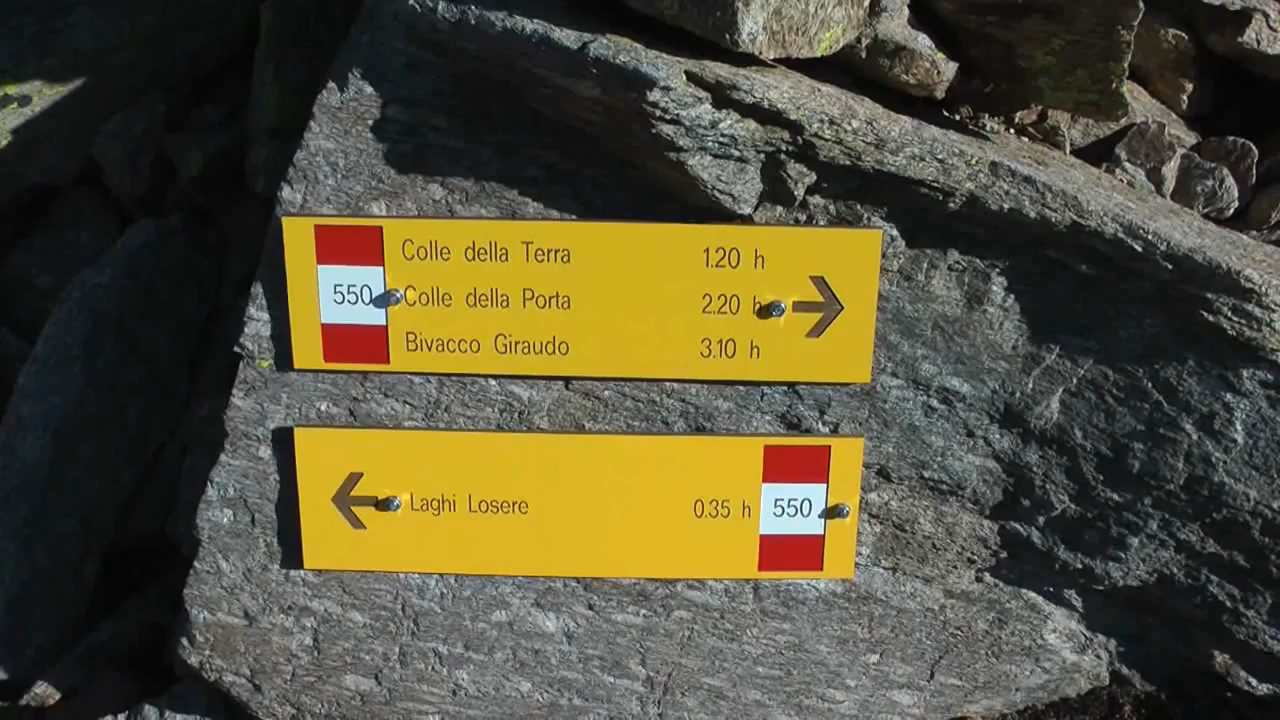 550
Colle della Terra 1.20 h
Colle della Porta 2.20 h
Bivacco Giraudo 3.10 h
Laghi Losere 0.35 h 550